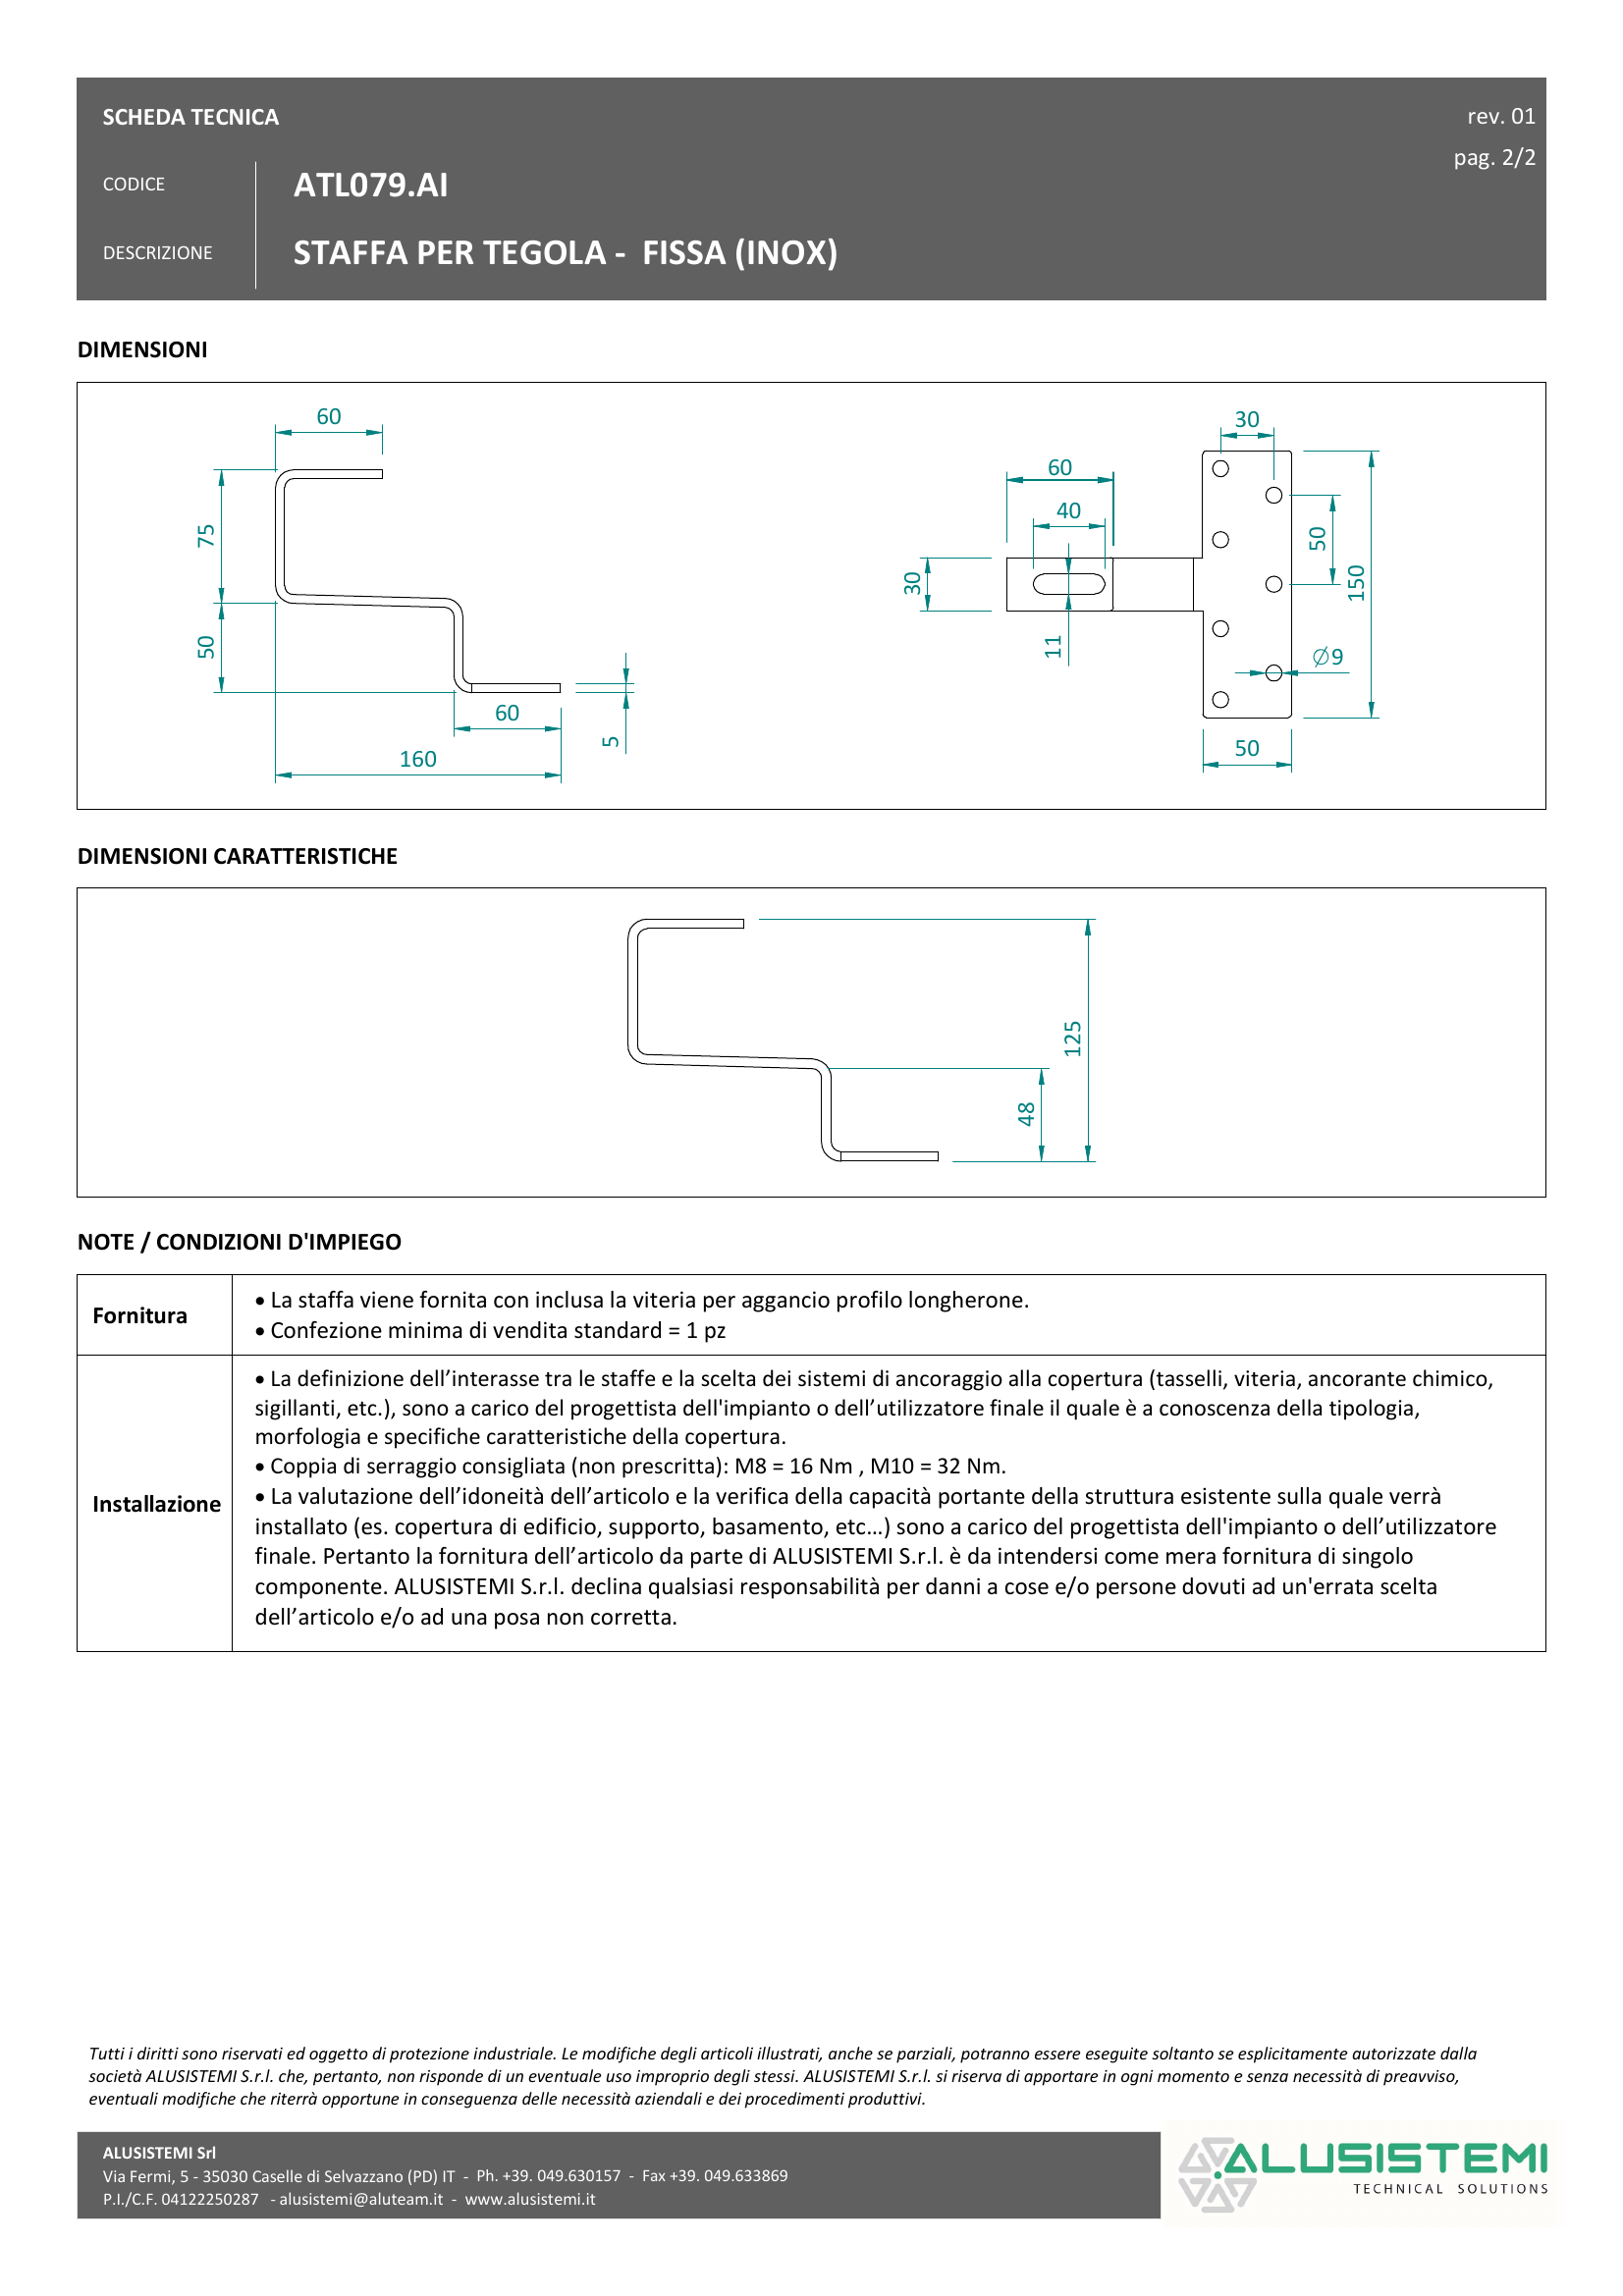 SCHEDA TECNICA
rev. 01
pag. 2/2
CODICE
ATL079.AI
DESCRIZIONE
STAFFA PER TEGOLA - FISSA (INOX)
DIMENSIONI
60
75
50
60
160
5
30
60
40
30
11
50
150
∅9
50
DIMENSIONI CARATTERISTICHE
125
48
NOTE / CONDIZIONI D'IMPIEGO
Fornitura
• La staffa viene fornita con inclusa la viteria per aggancio profilo longherone.
• Confezione minima di vendita standard = 1 pz
Installazione
• La definizione dell’interasse tra le staffe e la scelta dei sistemi di ancoraggio alla copertura (tasselli, viteria, ancorante chimico,
sigillanti, etc.), sono a carico del progettista dell'impianto o dell’utilizzatore finale il quale è a conoscenza della tipologia,
morfologia e specifiche caratteristiche della copertura.
• Coppia di serraggio consigliata (non prescritta): M8 = 16 Nm , M10 = 32 Nm.
• La valutazione dell’idoneità dell’articolo e la verifica della capacità portante della struttura esistente sulla quale verrà
installato (es. copertura di edificio, supporto, basamento, etc…) sono a carico del progettista dell'impianto o dell’utilizzatore
finale. Pertanto la fornitura dell’articolo da parte di ALUSISTEMI S.r.l. è da intendersi come mera fornitura di singolo
componente. ALUSISTEMI S.r.l. declina qualsiasi responsabilità per danni a cose e/o persone dovuti ad un'errata scelta
dell’articolo e/o ad una posa non corretta.
Tutti i diritti sono riservati ed oggetto di protezione industriale. Le modifiche degli articoli illustrati, anche se parziali, potranno essere eseguite soltanto se esplicitamente autorizzate dalla
società ALUSISTEMI S.r.l. che, pertanto, non risponde di un eventuale uso improprio degli stessi. ALUSISTEMI S.r.l. si riserva di apportare in ogni momento e senza necessità di preavviso,
eventuali modifiche che riterrà opportune in conseguenza delle necessità aziendali e dei procedimenti produttivi.
ALUSISTEMI Srl
Via Fermi, 5 - 35030 Caselle di Selvazzano (PD) IT - Ph. +39. 049.630157 - Fax +39. 049.633869
P.I./C.F. 04122250287 - alusistemi@aluteam.it - www.alusistemi.it
ALUSISTEMI
TECHNICAL SOLUTIONS